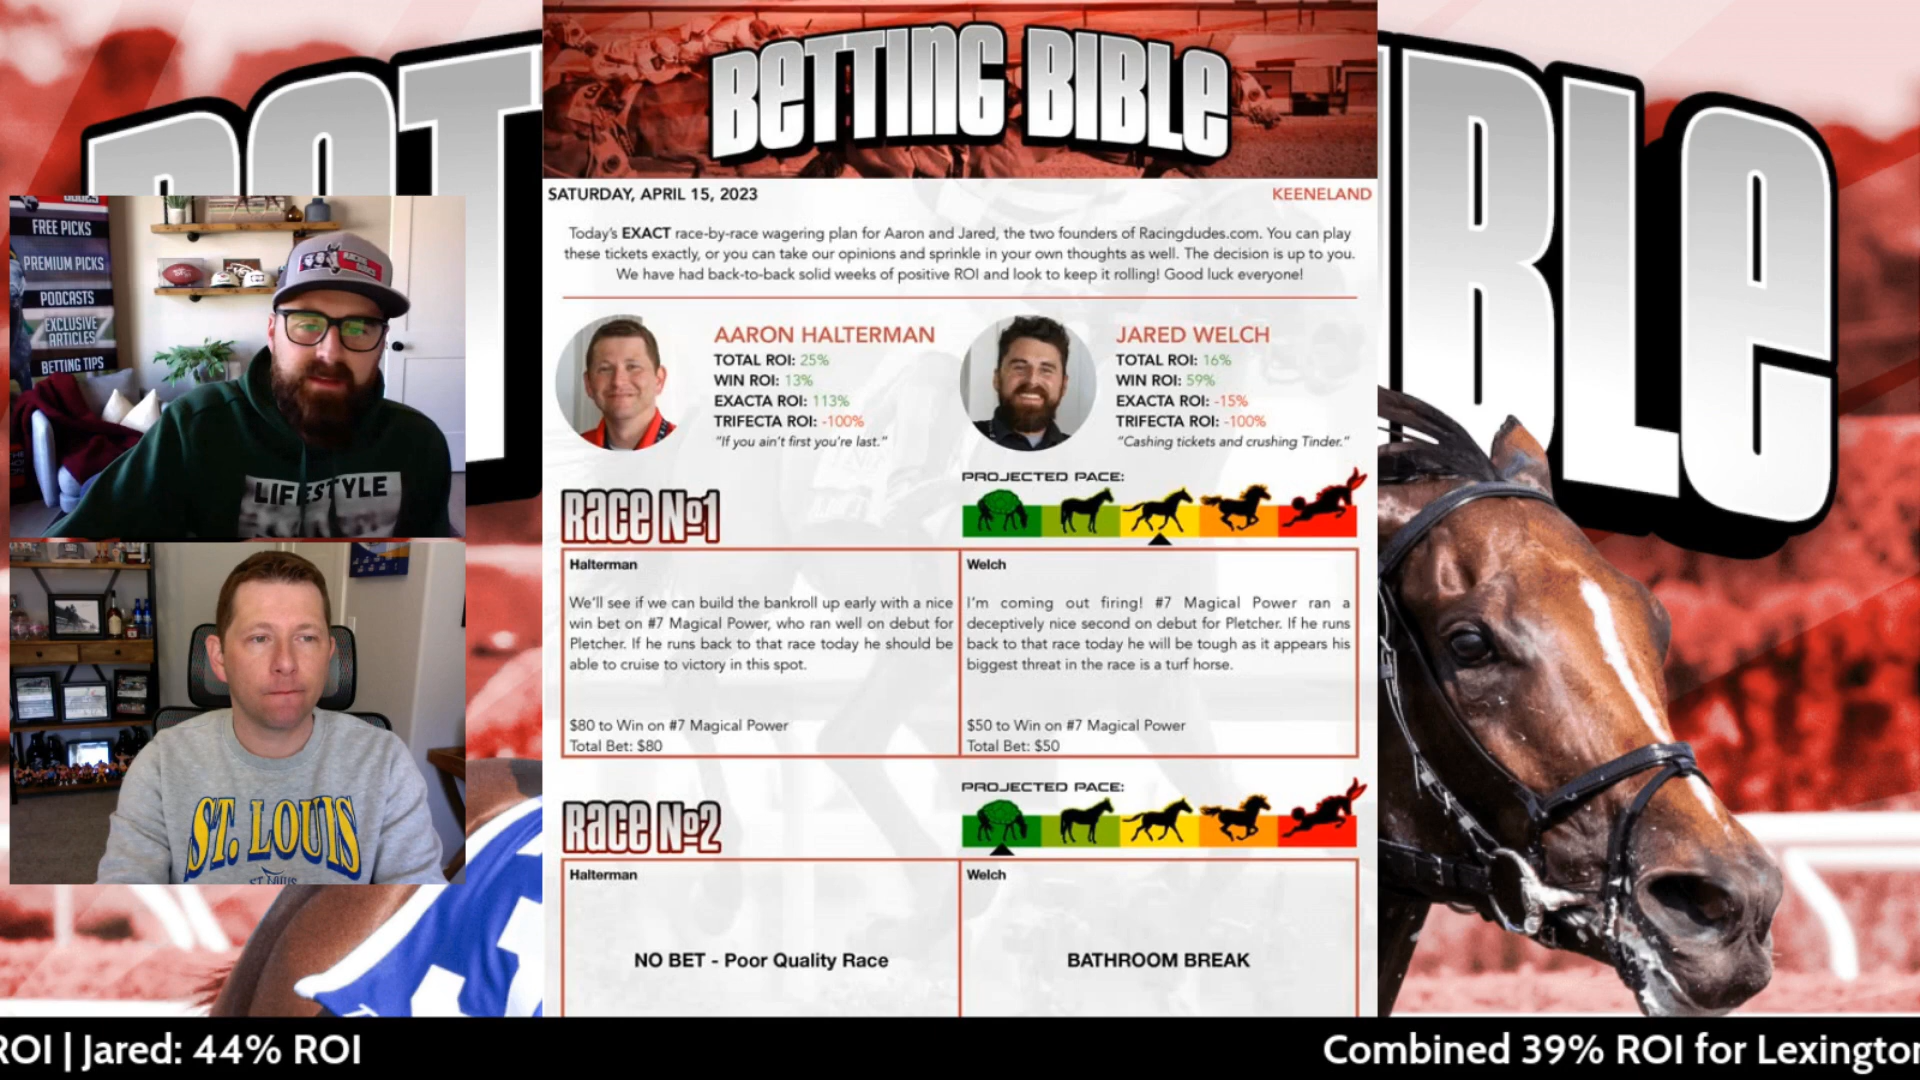 BETTING BIBLE
SATURDAY, APRIL 15, 2023
KEENELAND
Today's EXACT race-by-race wagering plan for Aaron and Jared, the two founders of Racingdudes.com. You can play
these tickets exactly, or you can take our opinions and sprinkle in your own thoughts as well. The decision is up to you.
We have had back-to-back solid weeks of positive ROI and look to keep it rolling! Good luck everyone!
AARON HALTERMAN
TOTAL ROI: 25%
WIN ROI: 13%
EXACTA ROI: 113%
TRIFECTA ROI: -100%
"If you ain't first you're last."
JARED WELCH
TOTAL ROI: 16%
WIN ROI: 59%
EXACTA ROI: -15%
TRIFECTA ROI: -100%
"Cashing tickets and crushing Tinder."
RACE Nº1
PROJECTED PACE:
Halterman
We'll see if we can build the bankroll up early with a nice
win bet on #7 Magical Power, who ran well on debut for
Pletcher. If he runs back to that race today he should be
able to cruise to victory in this spot.
$80 to Win on #7 Magical Power
Total Bet: $80
Welch
I'm coming out firing! #7 Magical Power ran a
deceptively nice second on debut for Pletcher. If he runs
back to that race today he will be tough as it appears his
biggest threat in the race is a turf horse.
$50 to Win on #7 Magical Power
Total Bet: $50
RACE Nº2
PROJECTED PACE:
Halterman
NO BET - Poor Quality Race
Welch
BATHROOM BREAK
FREE PICKS
PREMIUM PICKS
PODCASTS
EXCLUSIVE
ARTICLES
BETTING TIPS
RACING
DUDES
LIFESTYLE
ST. LOUIS
ST. LOUIS
BET
BLE
ROI | Jared: 44% ROI
Combined 39% ROI for Lexington